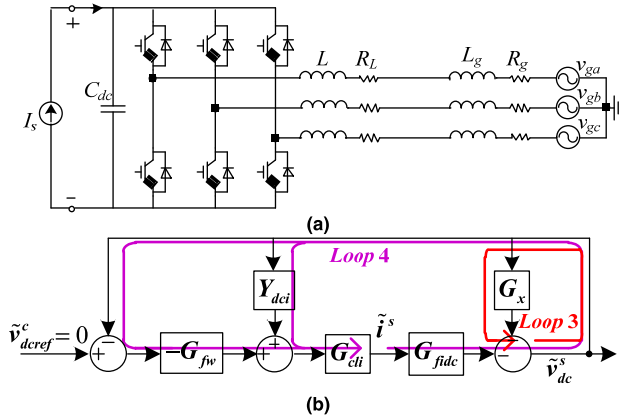 +
L R_L L_g R_g v_ga
I_s C_dc v_gb
v_gc
−
(a)
Loop 4
Y_dci G_x
Loop 3
ṽ^c_dcref = 0 + − −G_fw + + G_cli ĩ^s G_fidc + − ṽ^s_dc
(b)